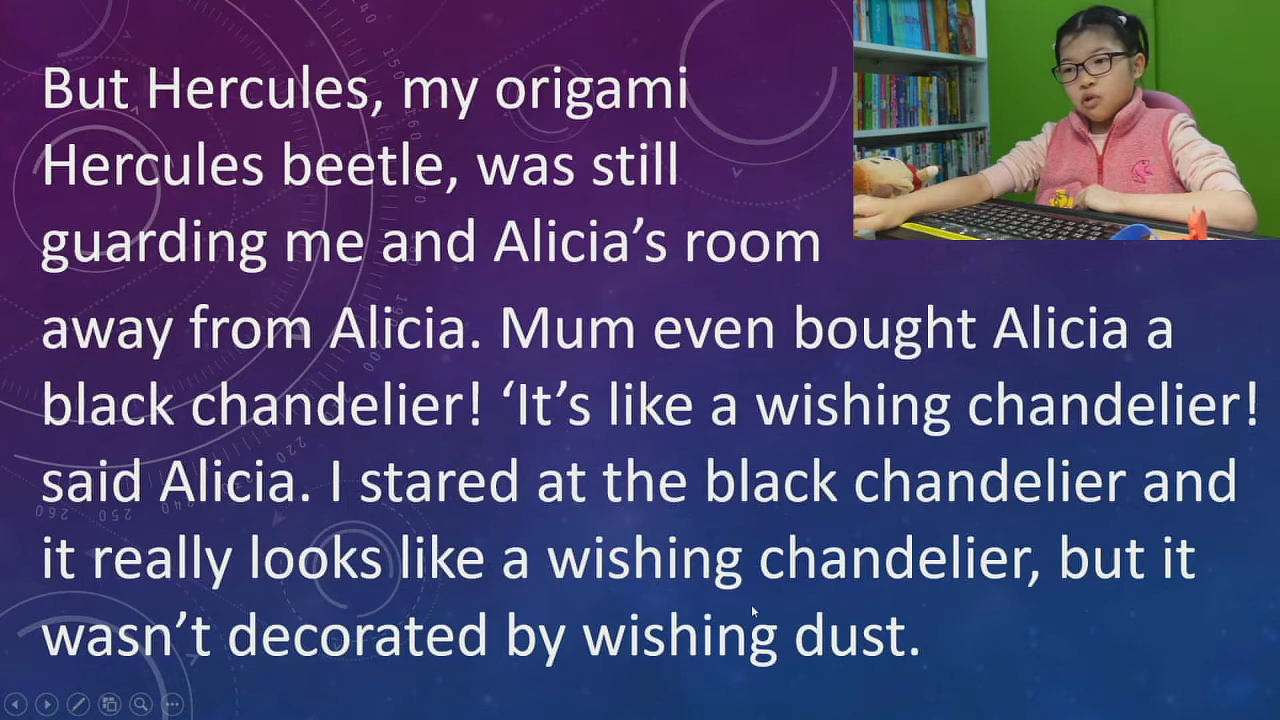 But Hercules, my origami
Hercules beetle, was still
guarding me and Alicia’s room
away from Alicia. Mum even bought Alicia a
black chandelier! ‘It’s like a wishing chandelier!
said Alicia. I stared at the black chandelier and
it really looks like a wishing chandelier, but it
wasn’t decorated by wishing dust.